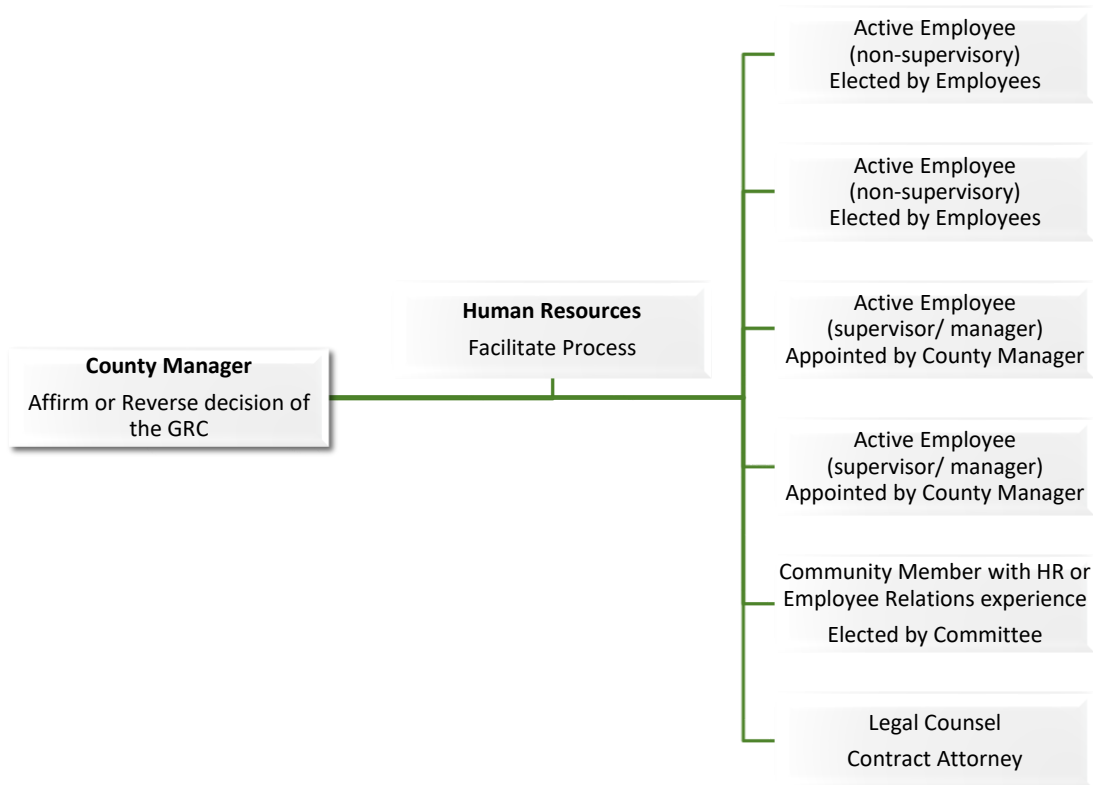 County Manager
Affirm or Reverse decision of
the GRC
Human Resources
Facilitate Process
Active Employee
(non-supervisory)
Elected by Employees
Active Employee
(non-supervisory)
Elected by Employees
Active Employee
(supervisor/ manager)
Appointed by County Manager
Active Employee
(supervisor/ manager)
Appointed by County Manager
Community Member with HR or
Employee Relations experience
Elected by Committee
Legal Counsel
Contract Attorney